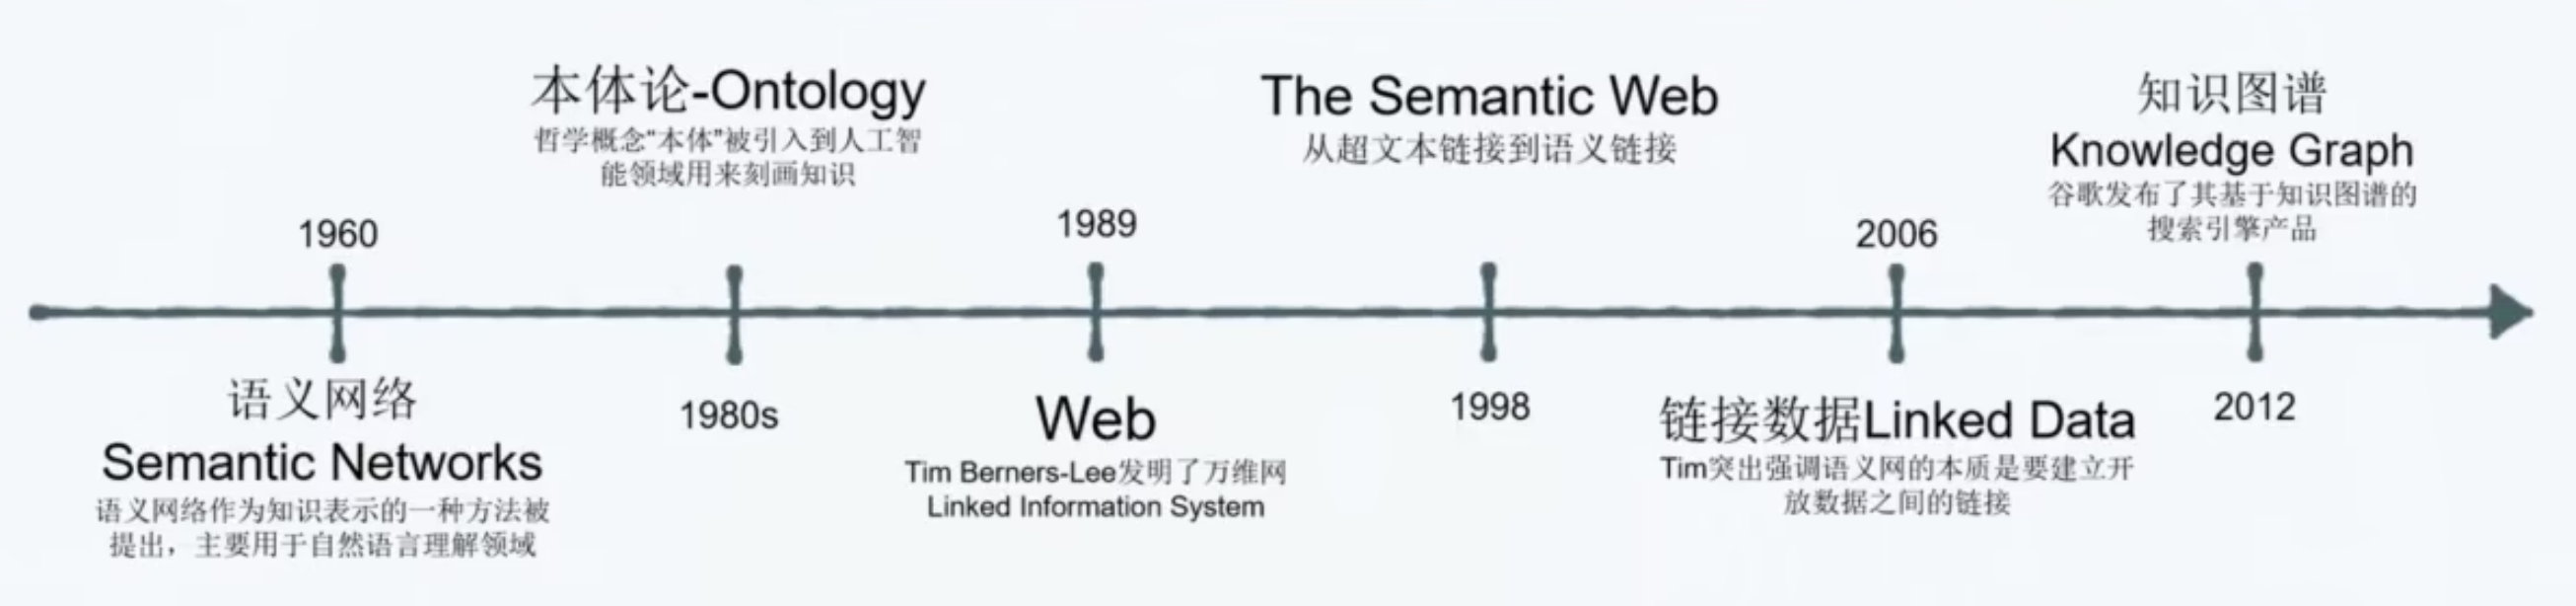 1960
语义网络
Semantic Networks
语义网络作为知识表示的一种方法被
提出，主要用于自然语言理解领域
本体论-Ontology
哲学概念“本体”被引入到人工智
能领域用来刻画知识
1980s
1989
Web
Tim Berners-Lee发明了万维网
Linked Information System
The Semantic Web
从超文本链接到语义链接
1998
2006
链接数据Linked Data
Tim突出强调语义网的本质是要建立开
放数据之间的链接
知识图谱
Knowledge Graph
谷歌发布了其基于知识图谱的
搜索引擎产品
2012